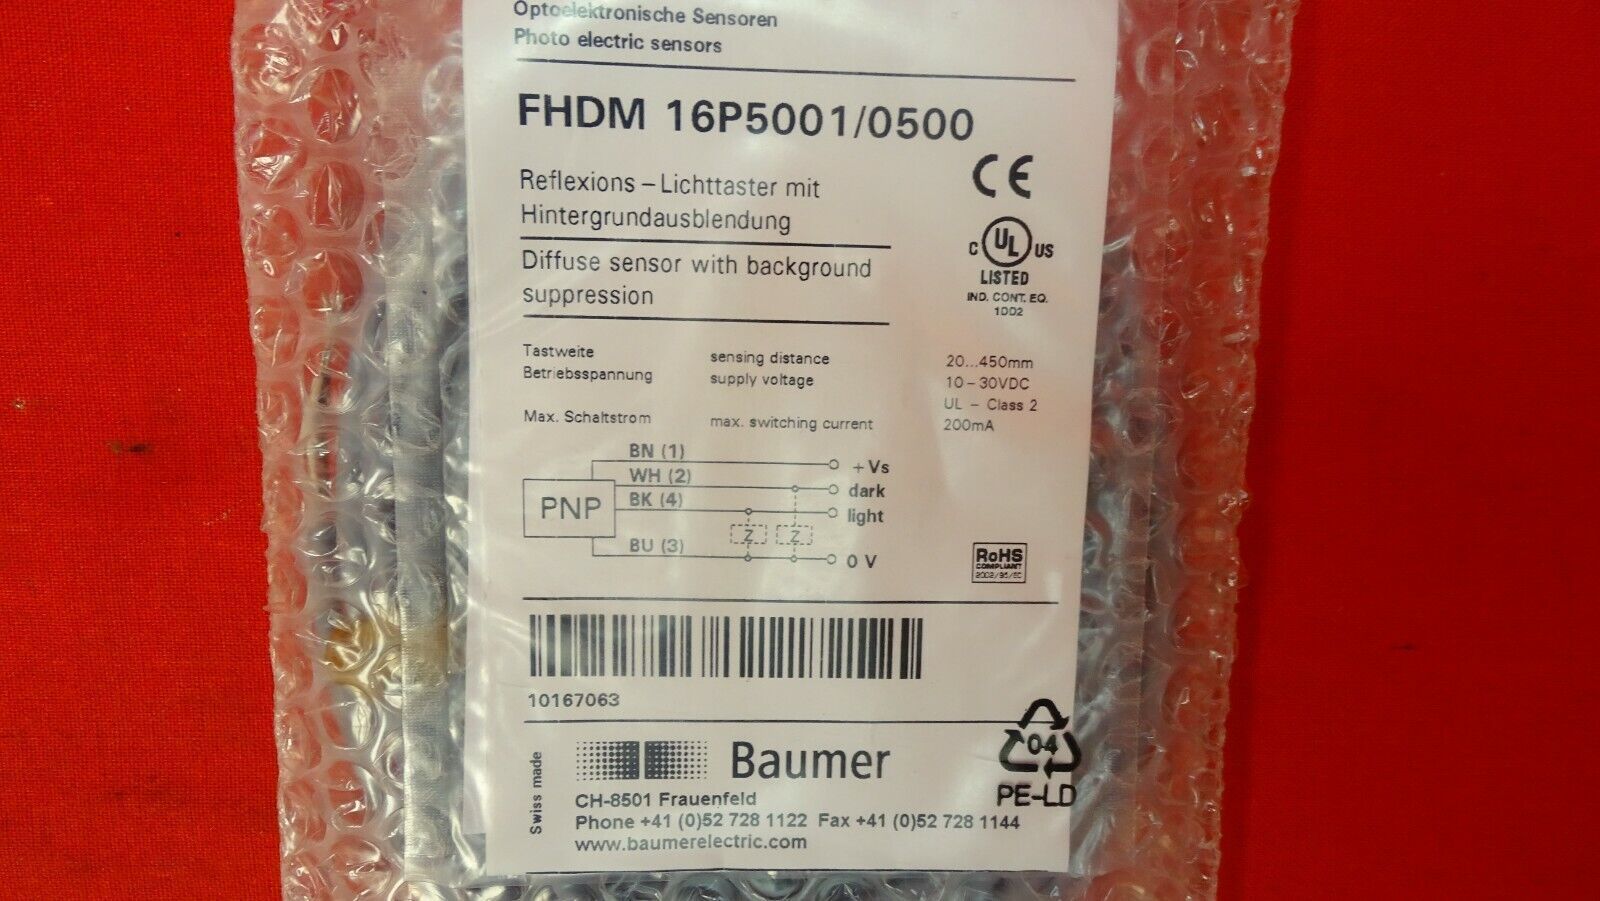 Optoelektronische Sensoren
Photo electric sensors
FHDM 16P5001/0500
CE
Reflexions – Lichttaster mit
Hintergrundausblendung
Diffuse sensor with background
suppression
C UL US
LISTED
IND. CONT. EQ.
1DD2
Tastweite sensing distance 20...450mm
Betriebsspannung supply voltage 10 – 30VDC
UL – Class 2
Max. Schaltstrom max. switching current 200mA
BN (1) +Vs
WH (2) dark
PNP BK (4) light
Z Z
BU (3) 0 V
RoHS
COMPLIANT
2002/95/EC
10167063
Swiss made
Baumer
CH-8501 Frauenfeld
Phone +41 (0)52 728 1122 Fax +41 (0)52 728 1144
www.baumerelectric.com
04
PE-LD